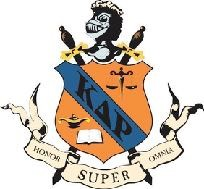 ΚΔΡ
HONOR SUPER OMNIA